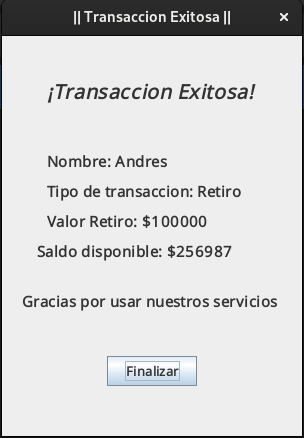 || Transaccion Exitosa ||
×
¡Transaccion Exitosa!
Nombre: Andres
Tipo de transaccion: Retiro
Valor Retiro: $100000
Saldo disponible: $256987
Gracias por usar nuestros servicios
Finalizar